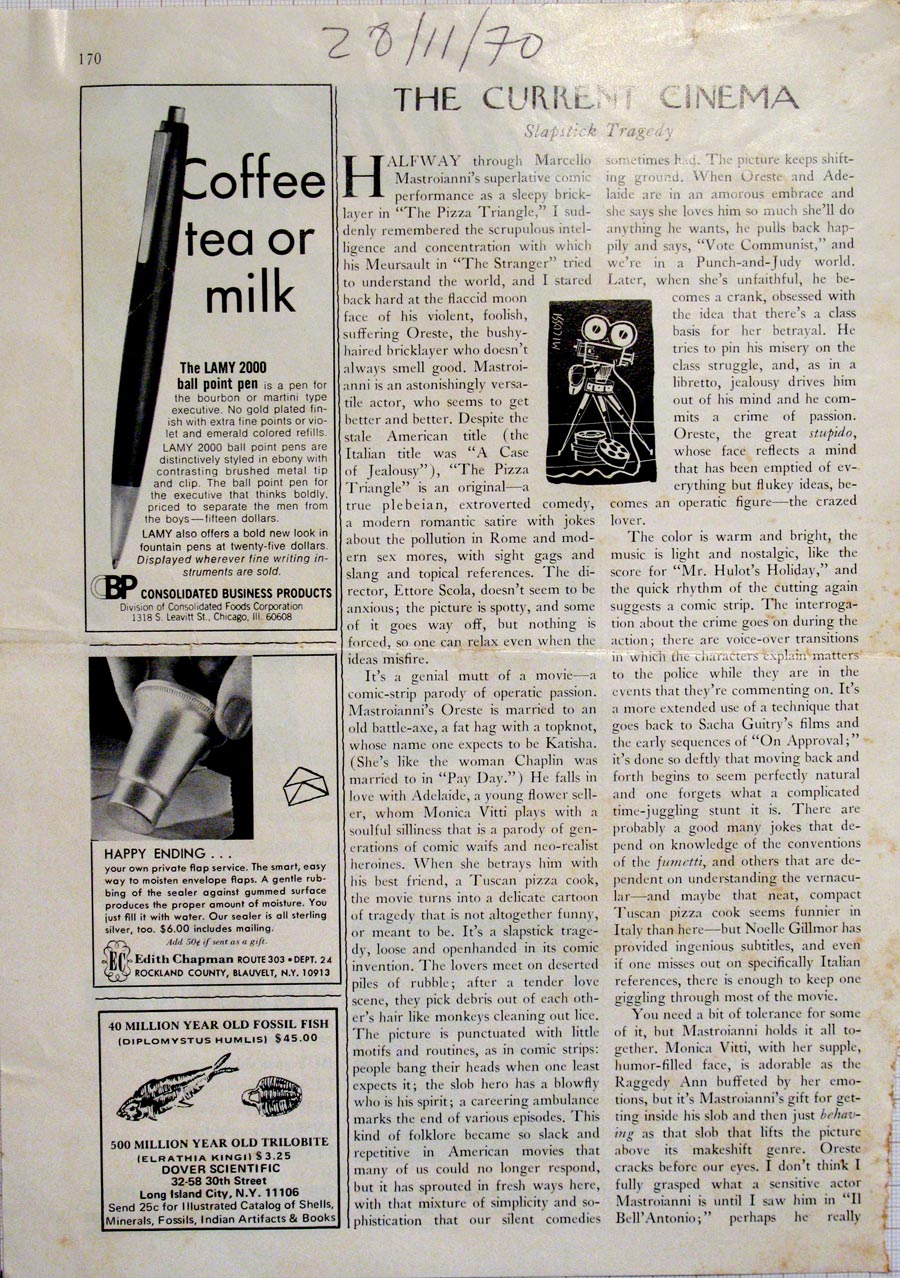 28/11/70
170
Coffee
tea or
milk
The LAMY 2000
ball point pen is a pen for
the bourbon or martini type
executive. No gold plated fin-
ish with extra fine points or vio-
let and emerald colored refills.
LAMY 2000 ball point pens are
distinctively styled in ebony with
contrasting brushed metal tip
and clip. The ball point pen for
the executive that thinks boldly,
priced to separate the men from
the boys—fifteen dollars.
LAMY also offers a bold new look in
fountain pens at twenty-five dollars.
Displayed wherever fine writing in-
struments are sold.
CBP CONSOLIDATED BUSINESS PRODUCTS
Division of Consolidated Foods Corporation
1318 S. Leavitt St., Chicago, Ill. 60608
HAPPY ENDING . . .
your own private flap service. The smart, easy
way to moisten envelope flaps. A gentle rub-
bing of the sealer against gummed surface
produces the proper amount of moisture. You
just fill it with water. Our sealer is all sterling
silver, too. $6.00 includes mailing.
Add 50¢ if sent as a gift.
EC Edith Chapman ROUTE 303 • DEPT. 24
ROCKLAND COUNTY, BLAUVELT, N.Y. 10913
40 MILLION YEAR OLD FOSSIL FISH
(DIPLOMYSTUS HUMLIS) $45.00
500 MILLION YEAR OLD TRILOBITE
(ELRATHIA KINGI) $3.25
DOVER SCIENTIFIC
32-58 30th Street
Long Island City, N.Y. 11106
Send 25c for Illustrated Catalog of Shells,
Minerals, Fossils, Indian Artifacts & Books
THE CURRENT CINEMA
Slapstick Tragedy
HALFWAY through Marcello
Mastroianni's superlative comic
performance as a sleepy brick-
layer in "The Pizza Triangle," I sud-
denly remembered the scrupulous intel-
ligence and concentration with which
his Meursault in "The Stranger" tried
to understand the world, and I stared
back hard at the flaccid moon
face of his violent, foolish,
suffering Oreste, the bushy-
haired bricklayer who doesn't
always smell good. Mastroi-
anni is an astonishingly versa-
tile actor, who seems to get
better and better. Despite the
stale American title (the
Italian title was "A Case
of Jealousy"), "The Pizza
Triangle" is an original—a
true plebeian, extroverted comedy,
a modern romantic satire with jokes
about the pollution in Rome and mod-
ern sex mores, with sight gags and
slang and topical references. The di-
rector, Ettore Scola, doesn't seem to be
anxious; the picture is spotty, and some
of it goes way off, but nothing is
forced, so one can relax even when the
ideas misfire.
It's a genial mutt of a movie—a
comic-strip parody of operatic passion.
Mastroianni's Oreste is married to an
old battle-axe, a fat hag with a topknot,
whose name one expects to be Katisha.
(She's like the woman Chaplin was
married to in "Pay Day.") He falls in
love with Adelaide, a young flower sell-
er, whom Monica Vitti plays with a
soulful silliness that is a parody of gen-
erations of comic waifs and neo-realist
heroines. When she betrays him with
his best friend, a Tuscan pizza cook,
the movie turns into a delicate cartoon
of tragedy that is not altogether funny,
or meant to be. It's a slapstick trage-
dy, loose and openhanded in its comic
invention. The lovers meet on deserted
piles of rubble; after a tender love
scene, they pick debris out of each oth-
er's hair like monkeys cleaning out lice.
The picture is punctuated with little
motifs and routines, as in comic strips:
people bang their heads when one least
expects it; the slob hero has a blowfly
who is his spirit; a careering ambulance
marks the end of various episodes. This
kind of folklore became so slack and
repetitive in American movies that
many of us could no longer respond,
but it has sprouted in fresh ways here,
with that mixture of simplicity and so-
phistication that our silent comedies
sometimes had. The picture keeps shift-
ing ground. When Oreste and Ade-
laide are in an amorous embrace and
she says she loves him so much she'll do
anything he wants, he pulls back hap-
pily and says, "Vote Communist," and
we're in a Punch-and-Judy world.
Later, when she's unfaithful, he be-
comes a crank, obsessed with
the idea that there's a class
basis for her betrayal. He
tries to pin his misery on the
class struggle, and, as in a
libretto, jealousy drives him
out of his mind and he com-
mits a crime of passion.
Oreste, the great stupido,
whose face reflects a mind
that has been emptied of ev-
erything but flukey ideas, be-
comes an operatic figure—the crazed
lover.
MICOSSI
The color is warm and bright, the
music is light and nostalgic, like the
score for "Mr. Hulot's Holiday," and
the quick rhythm of the cutting again
suggests a comic strip. The interroga-
tion about the crime goes on during the
action; there are voice-over transitions
in which the characters explain matters
to the police while they are in the
events that they're commenting on. It's
a more extended use of a technique that
goes back to Sacha Guitry's films and
the early sequences of "On Approval;"
it's done so deftly that moving back and
forth begins to seem perfectly natural
and one forgets what a complicated
time-juggling stunt it is. There are
probably a good many jokes that de-
pend on knowledge of the conventions
of the fumetti, and others that are de-
pendent on understanding the vernacu-
lar—and maybe that neat, compact
Tuscan pizza cook seems funnier in
Italy than here—but Noelle Gillmor has
provided ingenious subtitles, and even
if one misses out on specifically Italian
references, there is enough to keep one
giggling through most of the movie.
You need a bit of tolerance for some
of it, but Mastroianni holds it all to-
gether. Monica Vitti, with her supple,
humor-filled face, is adorable as the
Raggedy Ann buffeted by her emo-
tions, but it's Mastroianni's gift for get-
ting inside his slob and then just behav-
ing as that slob that lifts the picture
above its makeshift genre. Oreste
cracks before our eyes. I don't think I
fully grasped what a sensitive actor
Mastroianni is until I saw him in "Il
Bell'Antonio;" perhaps he really